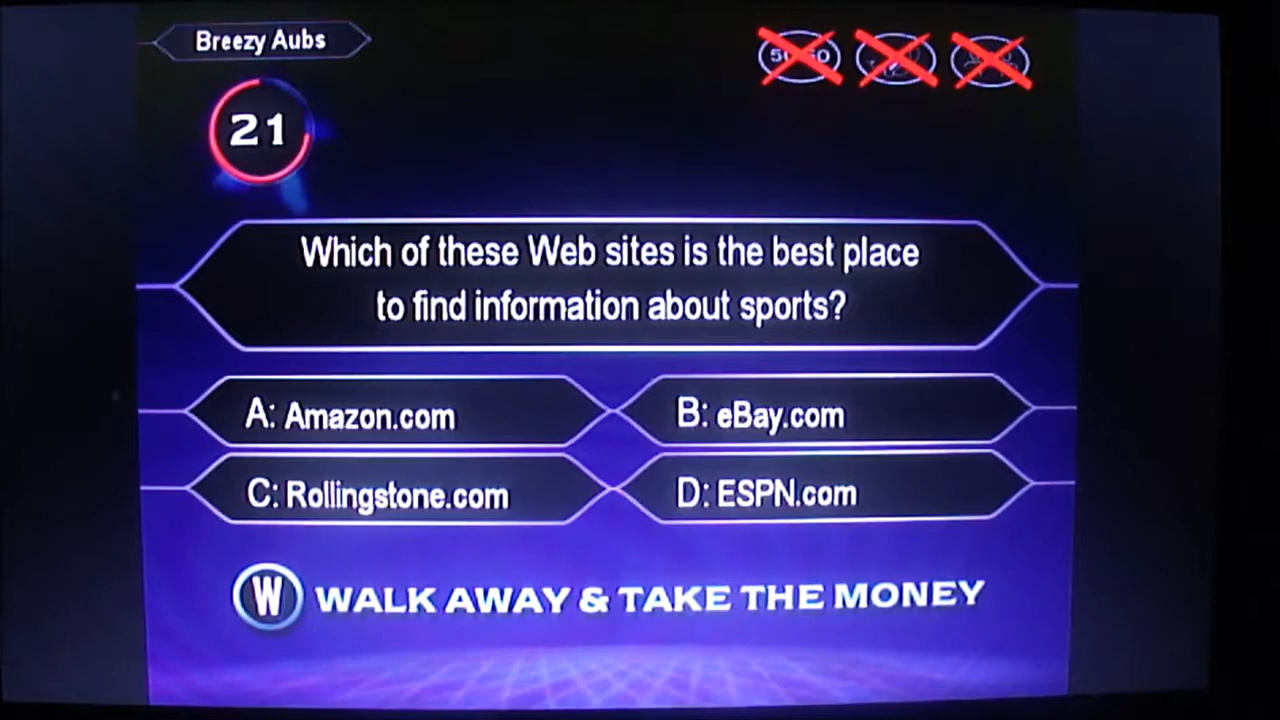 Breezy Aubs
21
Which of these Web sites is the best place
to find information about sports?
A: Amazon.com
B: eBay.com
C: Rollingstone.com
D: ESPN.com
W WALK AWAY & TAKE THE MONEY